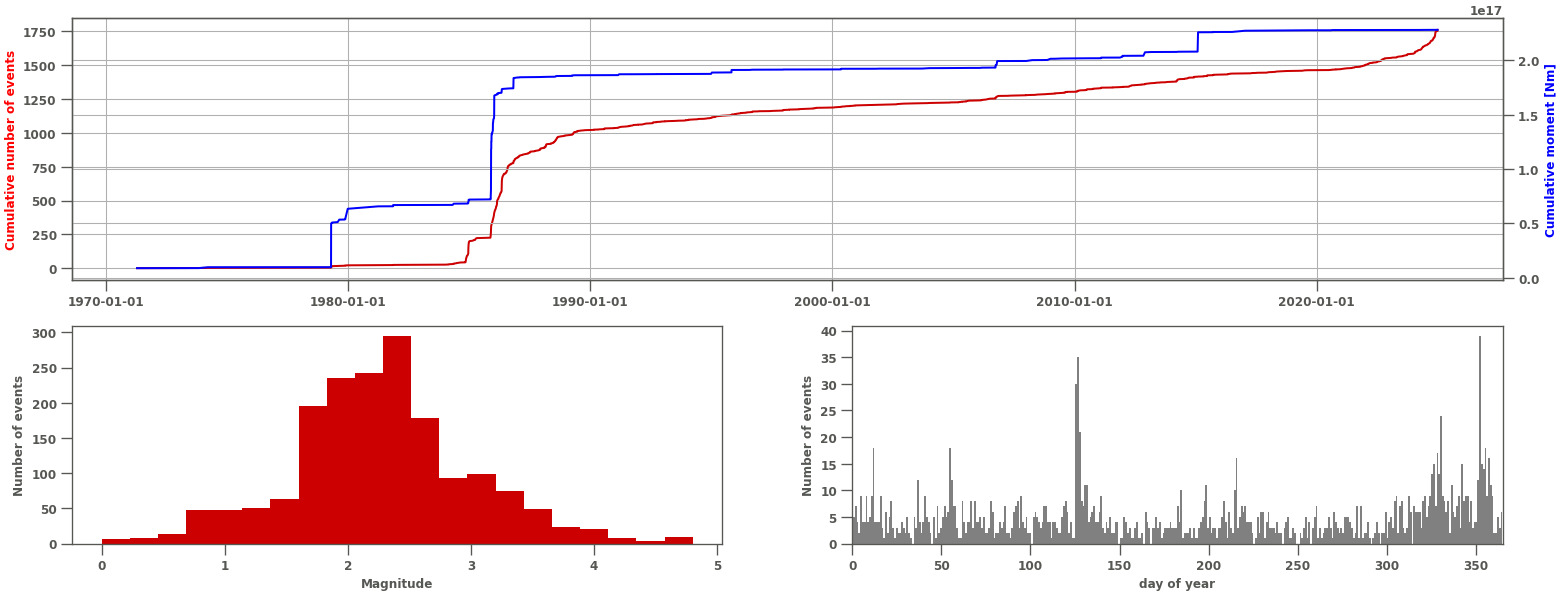 1e17
1750
1500
1250
1000
750
500
250
0
Cumulative number of events
2.0
1.5
1.0
0.5
0.0
Cumulative moment [Nm]
1970-01-01 1980-01-01 1990-01-01 2000-01-01 2010-01-01 2020-01-01
300
250
200
150
100
50
0
Number of events
0 1 2 3 4 5
Magnitude
40
35
30
25
20
15
10
5
0
Number of events
0 50 100 150 200 250 300 350
day of year